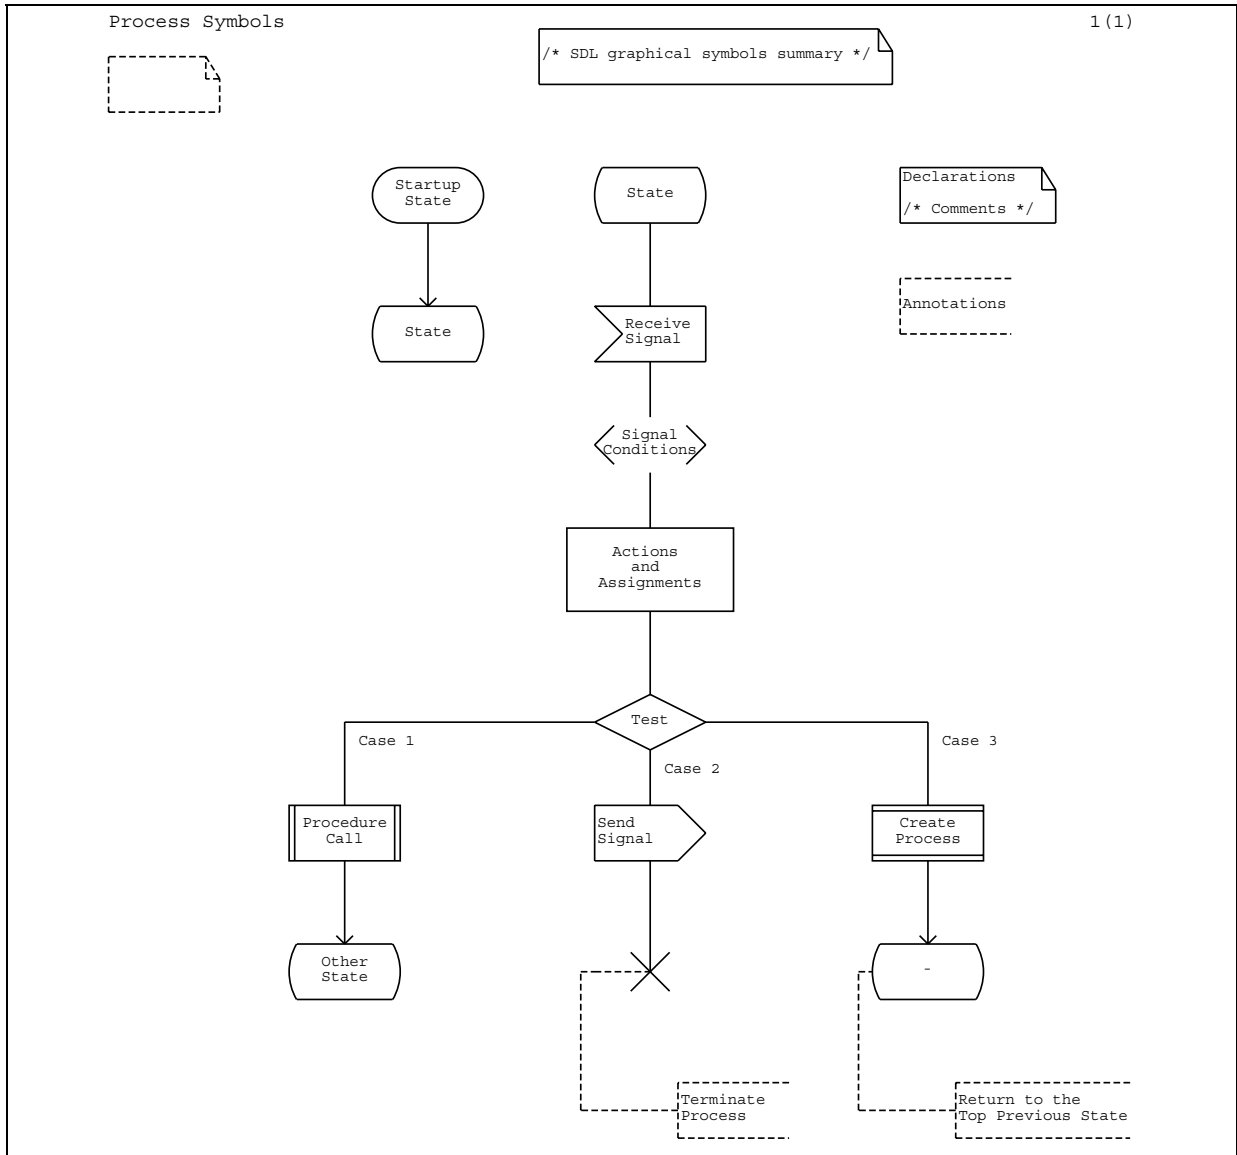 Process Symbols
1(1)
/* SDL graphical symbols summary */
Startup
State
State
Declarations
/* Comments */
State
Receive
Signal
Annotations
Signal
Conditions
Actions
and
Assignments
Test
Case 1
Case 2
Case 3
Procedure
Call
Send
Signal
Create
Process
Other
State
-
Terminate
Process
Return to the
Top Previous State